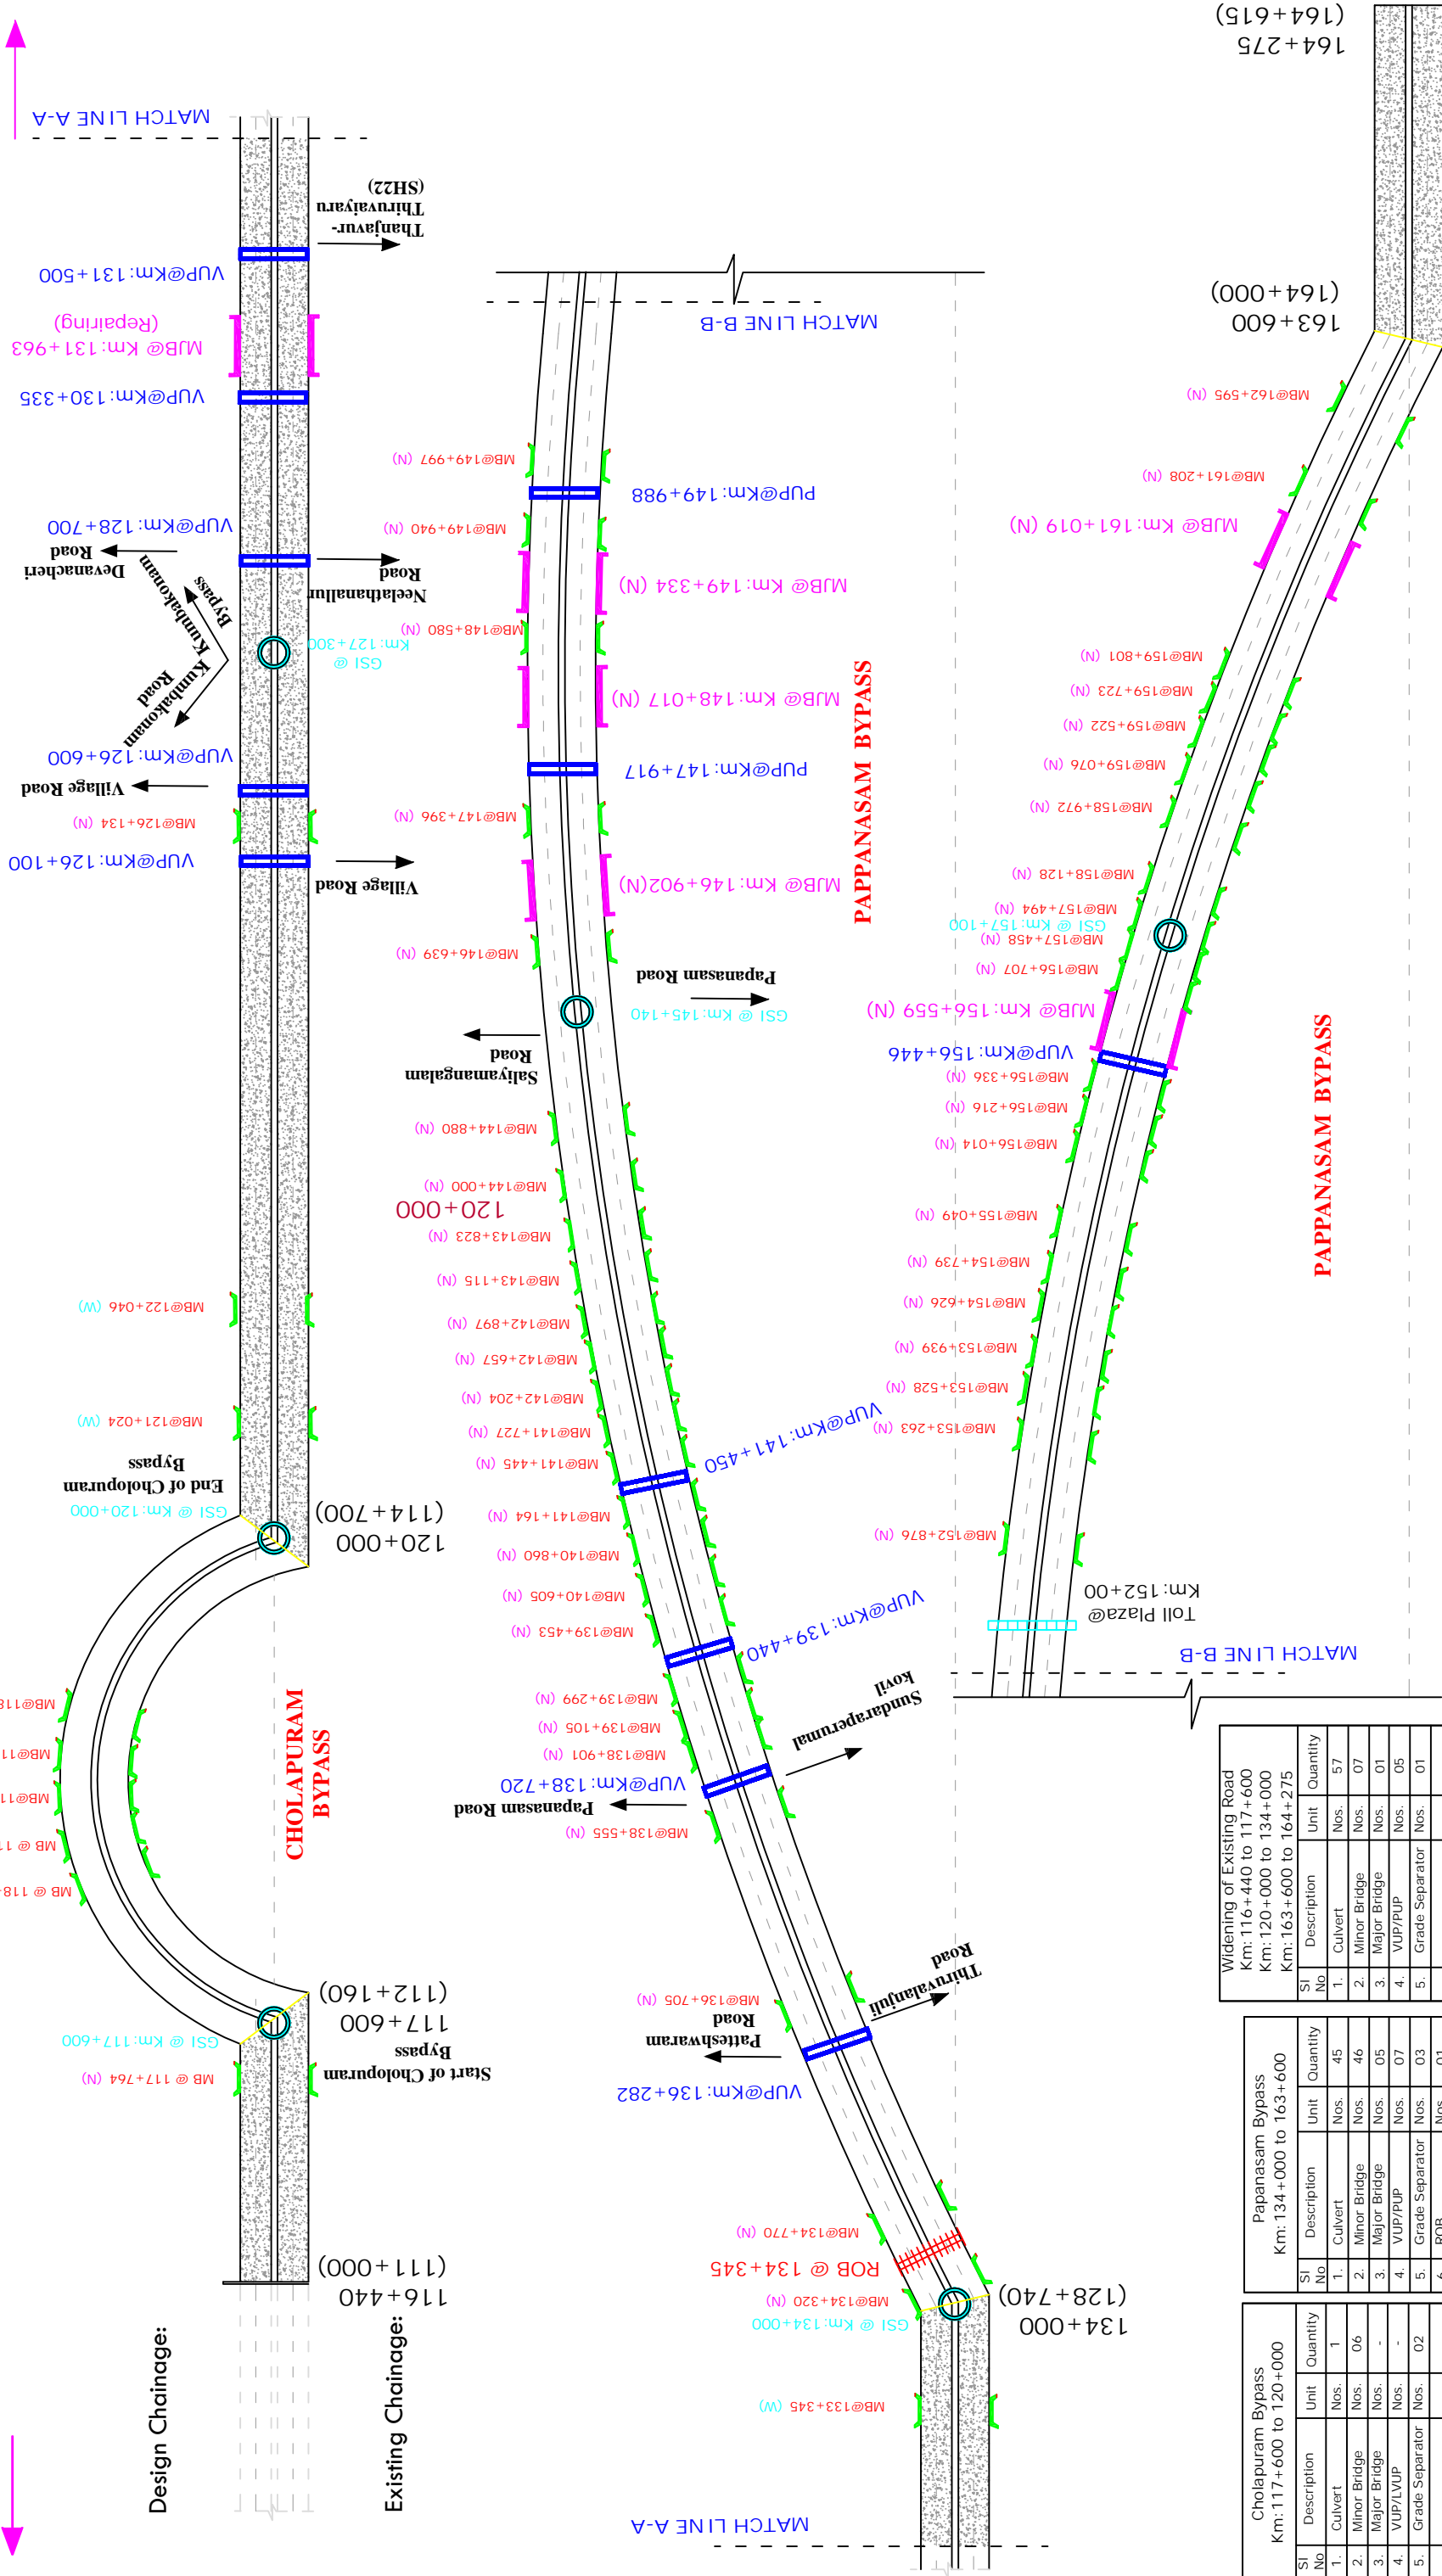 MATCH LINE A-A
Thanjavur-
Thiruvaiyaru
(SH22)
VUP@Km:131+500
MJB@ Km:131+963
(Repairing)
VUP@Km:130+335
VUP@Km:128+700
Devanacheri
Road
Neelathanallur
Road
Kumbakonam
Bypass
Kumbakonam
Road
GSI @
Km:127+300
VUP@Km:126+600
Village Road
MB@126+134 (N)
VUP@Km:126+100
Village Road
MB@122+046 (W)
MB@121+024 (W)
End of Cholopuram
Bypass
GSI @ Km:120+000
120+000
(114+700)
CHOLAPURAM
BYPASS
MB@118
MB@11
MB@11
MB @ 11
MB @ 118
GSI @ Km:117+600
117+600
(112+160)
Start of Cholopuram
Bypass
MB @ 117+764 (N)
116+440
(111+000)
Design Chainage:
Existing Chainage:
MATCH LINE B-B
MB@149+997 (N)
PUP@Km:149+988
MB@149+940 (N)
MJB@ Km:149+334 (N)
MB@148+580 (N)
MJB@ Km:148+017 (N)
PUP@Km:147+917
MB@147+396 (N)
MJB@ Km:146+902(N)
MB@146+639 (N)
PAPPANASAM BYPASS
Papanasam Road
GSI @ Km:145+140
Saliyamangalam
Road
MB@144+880 (N)
MB@144+000 (N)
120+000
MB@143+823 (N)
MB@143+115 (N)
MB@142+897 (N)
MB@142+657 (N)
MB@142+204 (N)
MB@141+727 (N)
MB@141+445 (N)
VUP@Km:141+450
MB@141+164 (N)
MB@140+860 (N)
MB@140+605 (N)
MB@139+453 (N)
VUP@Km:139+440
MB@139+299 (N)
MB@139+105 (N)
MB@138+901 (N)
VUP@Km:138+720
Sundaraperumal
kovil
Papanasam Road
MB@138+555 (N)
MB@136+705 (N)
Thiruvalanjuli
Road
Patteshwaram
Road
VUP@Km:136+282
MB@134+770 (N)
ROB @ 134+345
MB@134+320 (N)
GSI @ Km:134+000
134+000
(128+740)
MB@133+345 (W)
MATCH LINE A-A
164+275
(164+615)
163+600
(164+000)
MB@162+595 (N)
MB@161+208 (N)
MJB@ Km:161+019 (N)
MB@159+801 (N)
MB@159+723 (N)
MB@159+522 (N)
MB@159+076 (N)
MB@158+972 (N)
MB@158+128 (N)
MB@157+494 (N)
GSI @ Km:157+100
MB@157+458 (N)
MB@156+707 (N)
MJB@ Km:156+559 (N)
VUP@Km:156+446
MB@156+336 (N)
MB@156+216 (N)
MB@156+014 (N)
PAPPANASAM BYPASS
MB@155+049 (N)
MB@154+739 (N)
MB@154+626 (N)
MB@153+939 (N)
MB@153+528 (N)
MB@153+263 (N)
MB@152+876 (N)
Toll Plaza@
Km:152+00
MATCH LINE B-B
Cholapuram Bypass
Km: 117+600 to 120+000
SI No Description Unit Quantity
1. Culvert Nos. 1
2. Minor Bridge Nos. 06
3. Major Bridge Nos. -
4. VUP/LVUP Nos. -
5. Grade Separator Nos. 02
Papanasam Bypass
Km: 134+000 to 163+600
SI No Description Unit Quantity
1. Culvert Nos. 45
2. Minor Bridge Nos. 46
3. Major Bridge Nos. 05
4. VUP/PUP Nos. 07
5. Grade Separator Nos. 03
6. ROB Nos. 01
Widening of Existing Road
Km: 116+440 to 117+600
Km: 120+000 to 134+000
Km: 163+600 to 164+275
SI No Description Unit Quantity
1. Culvert Nos. 57
2. Minor Bridge Nos. 07
3. Major Bridge Nos. 01
4. VUP/PUP Nos. 05
5. Grade Separator Nos. 01